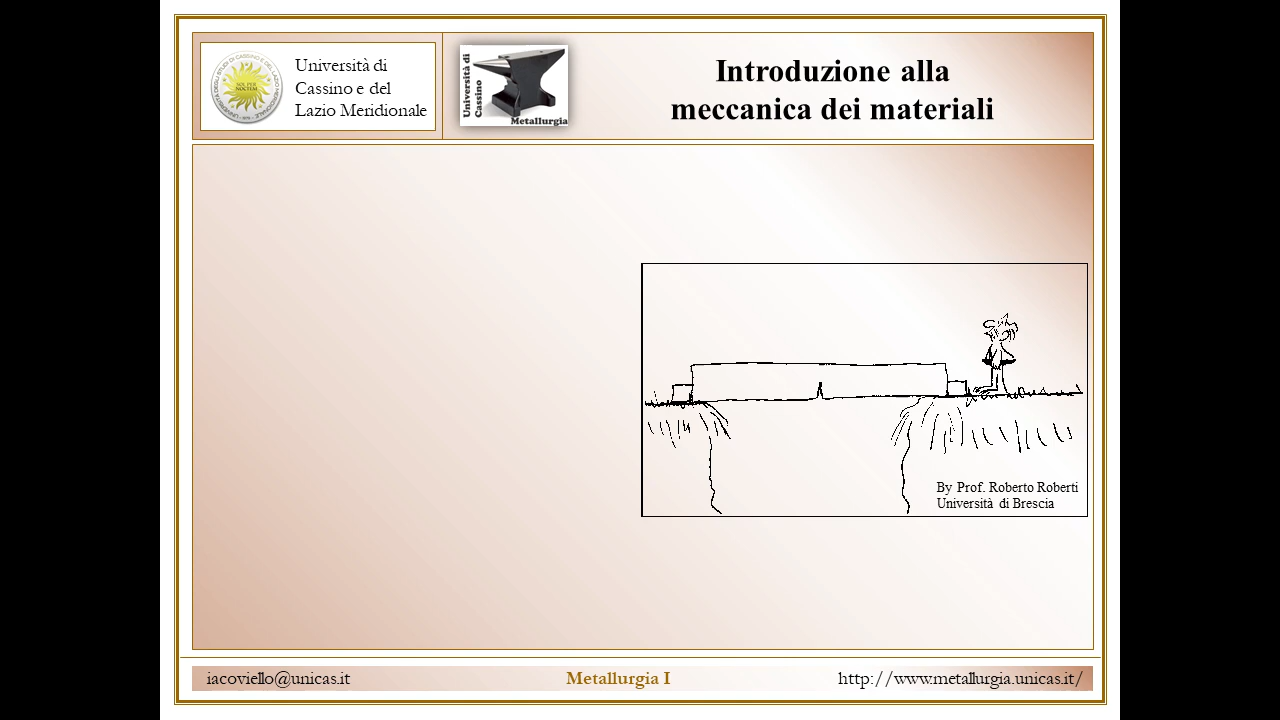 Università di
Cassino e del
Lazio Meridionale
Università di
Cassino
Metallurgia
Introduzione alla
meccanica dei materiali
By Prof. Roberto Roberti
Università di Brescia
iacoviello@unicas.it
Metallurgia I
http://www.metallurgia.unicas.it/